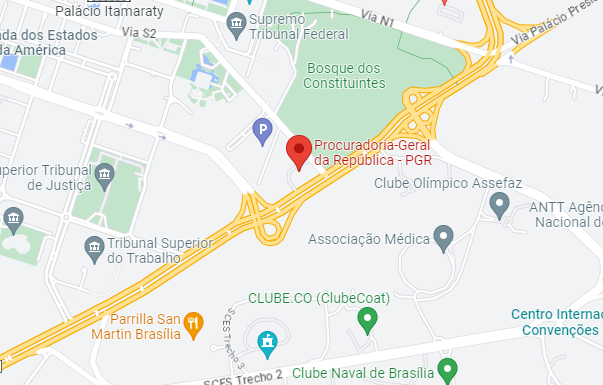 Palácio Itamaraty
Via N1
Supremo
Tribunal Federal
Via S2
da dos Estados
da América
Via Palácio Presi
Bosque dos
Constituintes
P
Procuradoria-Geral
da República - PGR
uperior Tribunal
de Justiça
Clube Olímpico Assefaz
ANTT Agên
Nacional de
Associação Médica
Tribunal Superior
do Trabalho
CLUBE.CO (ClubeCoat)
Parrilla San
Martin Brasília
SCES Trecho 3
Centro Internac
Convenções
SCES Trecho 2
Clube Naval de Brasília